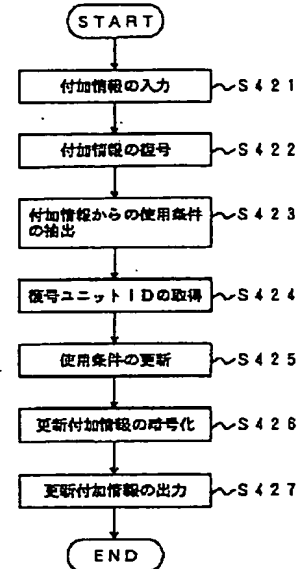 START
付加情報の入力 S421
付加情報の復号 S422
付加情報からの使用条件 S423
の抽出
復号ユニットIDの取得 S424
使用条件の更新 S425
更新付加情報の暗号化 S426
更新付加情報の出力 S427
END